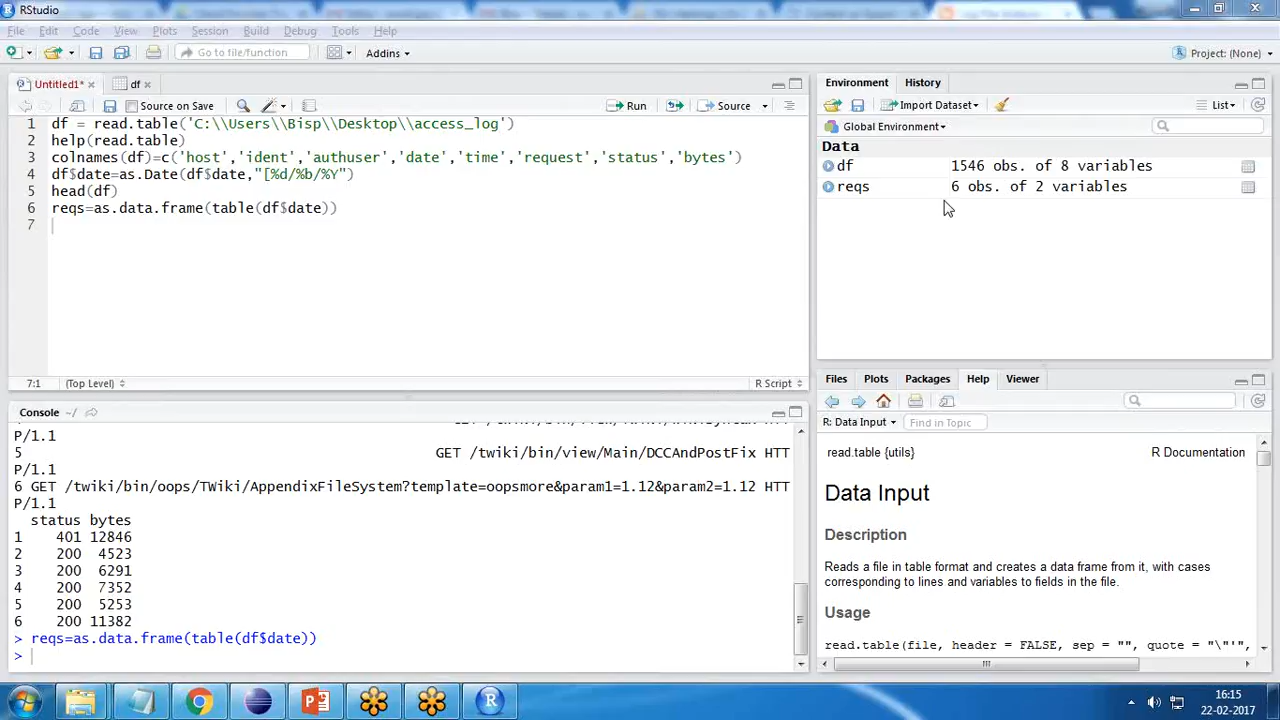 RStudio
File Edit Code View Plots Session Build Debug Tools Help
Go to file/function Addins Project: (None)
Untitled1* df
Source on Save Run Source
1 df = read.table('C:\\Users\\Bisp\\Desktop\\access_log')
2 help(read.table)
3 colnames(df)=c('host','ident','authuser','date','time','request','status','bytes')
4 df$date=as.Date(df$date,"[%d/%b/%Y")
5 head(df)
6 reqs=as.data.frame(table(df$date))
7
7:1 (Top Level) R Script
Console ~/
P/1.1
5 GET /twiki/bin/view/Main/DCCAndPostFix HTT
P/1.1
6 GET /twiki/bin/oops/TWiki/AppendixFileSystem?template=oopsmore&param1=1.12&param2=1.12 HTT
P/1.1
status bytes
1 401 12846
2 200 4523
3 200 6291
4 200 7352
5 200 5253
6 200 11382
> reqs=as.data.frame(table(df$date))
>
Environment History
Import Dataset List
Global Environment
Data
df 1546 obs. of 8 variables
reqs 6 obs. of 2 variables
Files Plots Packages Help Viewer
R: Data Input Find in Topic
read.table {utils} R Documentation
Data Input
Description
Reads a file in table format and creates a data frame from it, with cases
corresponding to lines and variables to fields in the file.
Usage
read.table(file, header = FALSE, sep = "", quote = "\"'",
16:15
22-02-2017